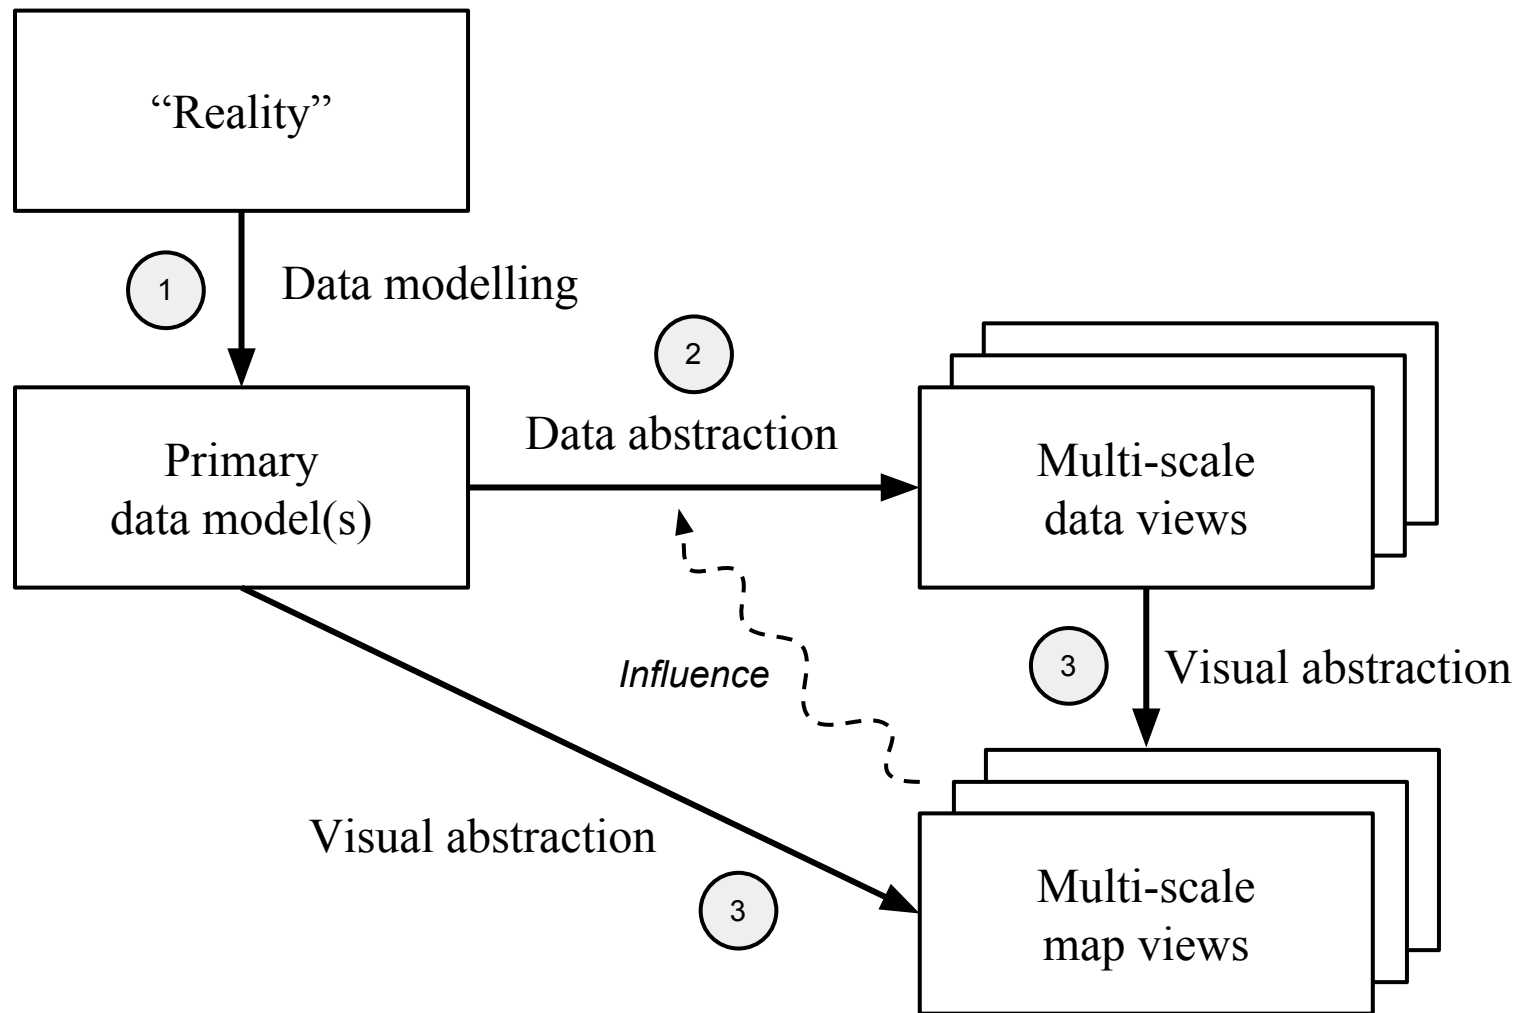 “Reality”
1
Data modelling
2
Data abstraction
Primary
data model(s)
Multi-scale
data views
Influence
3
Visual abstraction
Visual abstraction
3
Multi-scale
map views